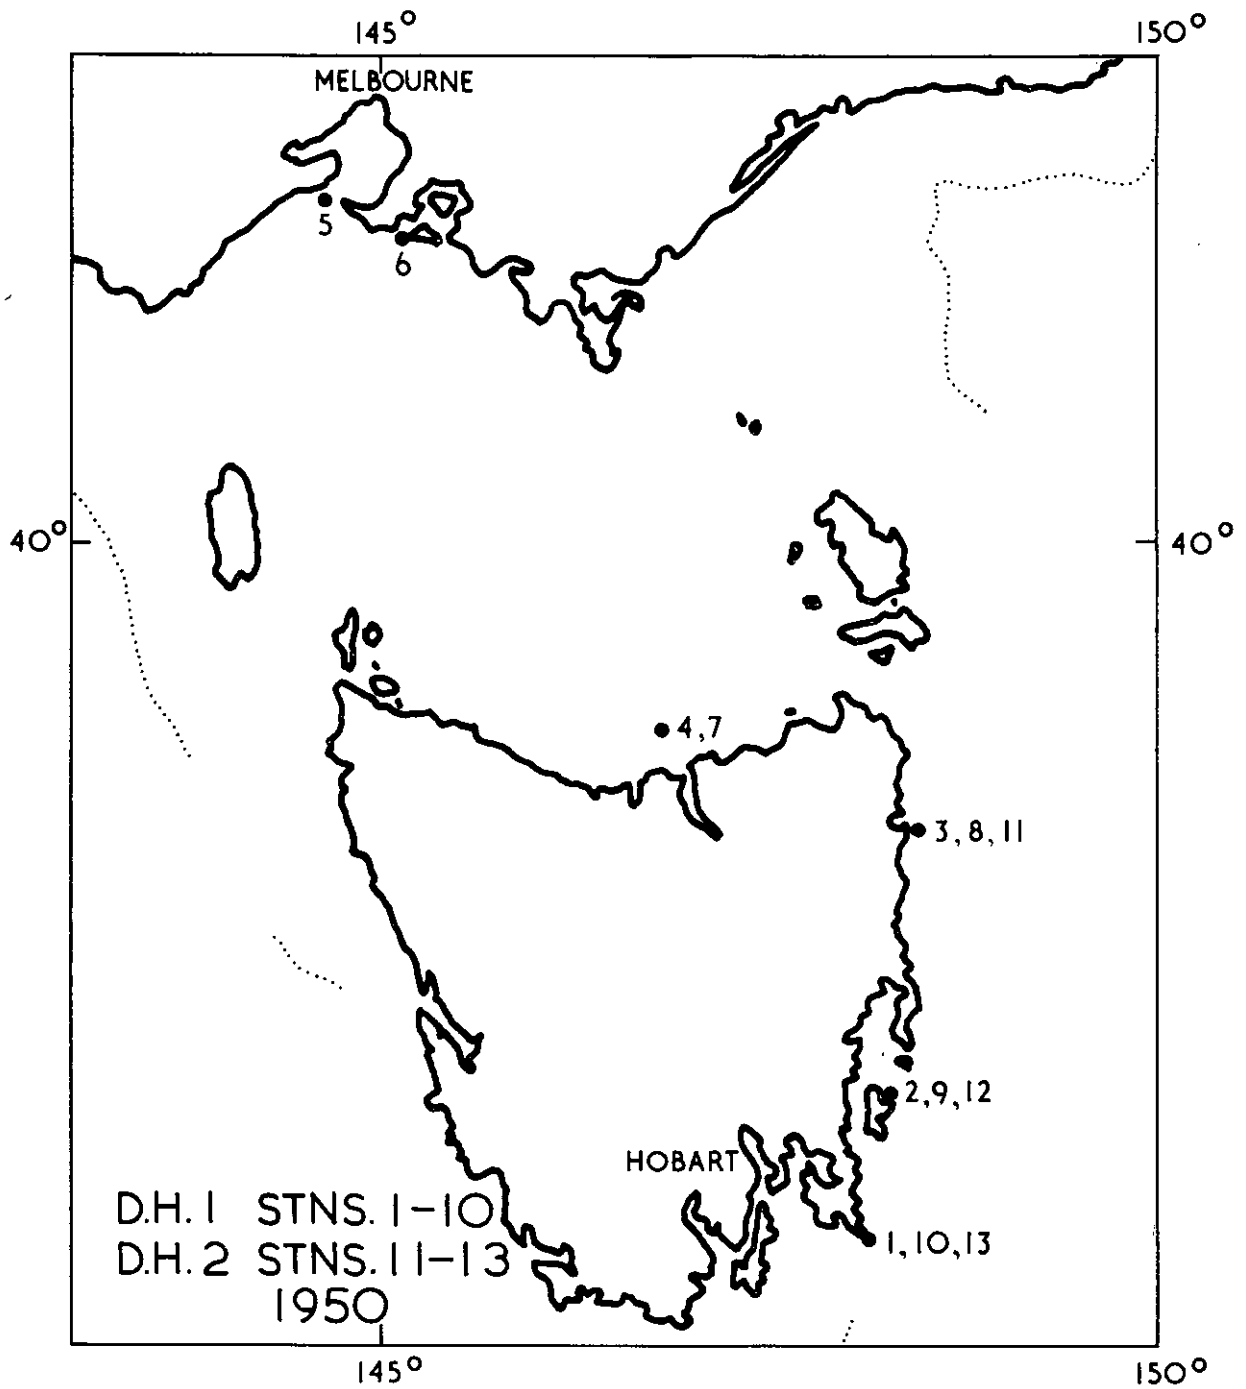 145° 150°
MELBOURNE
5
6
40° 40°
4,7
3,8,11
2,9,12
HOBART
1,10,13
D.H.1 STNS.1-10
D.H.2 STNS.11-13
1950
145° 150°